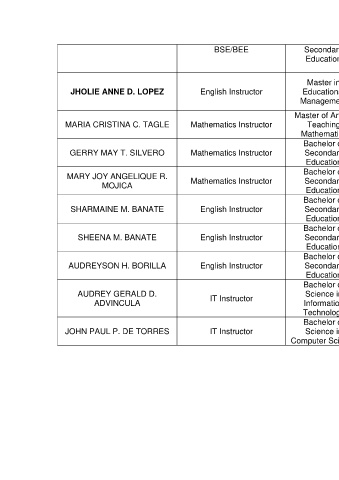 BSE/BEE
Secondar
Education
JHOLIE ANNE D. LOPEZ
English Instructor
Master in
Educationa
Manageme
MARIA CRISTINA C. TAGLE
Mathematics Instructor
Master of Ar
Teaching
Mathemati
GERRY MAY T. SILVERO
Mathematics Instructor
Bachelor o
Secondar
Education
MARY JOY ANGELIQUE R.
MOJICA
Mathematics Instructor
Bachelor o
Secondar
Education
SHARMAINE M. BANATE
English Instructor
Bachelor o
Secondar
Education
SHEENA M. BANATE
English Instructor
Bachelor o
Secondar
Education
AUDREYSON H. BORILLA
English Instructor
Bachelor o
Secondar
Education
AUDREY GERALD D.
ADVINCULA
IT Instructor
Bachelor o
Science in
Informatio
Technolog
JOHN PAUL P. DE TORRES
IT Instructor
Bachelor o
Science in
Computer Sci